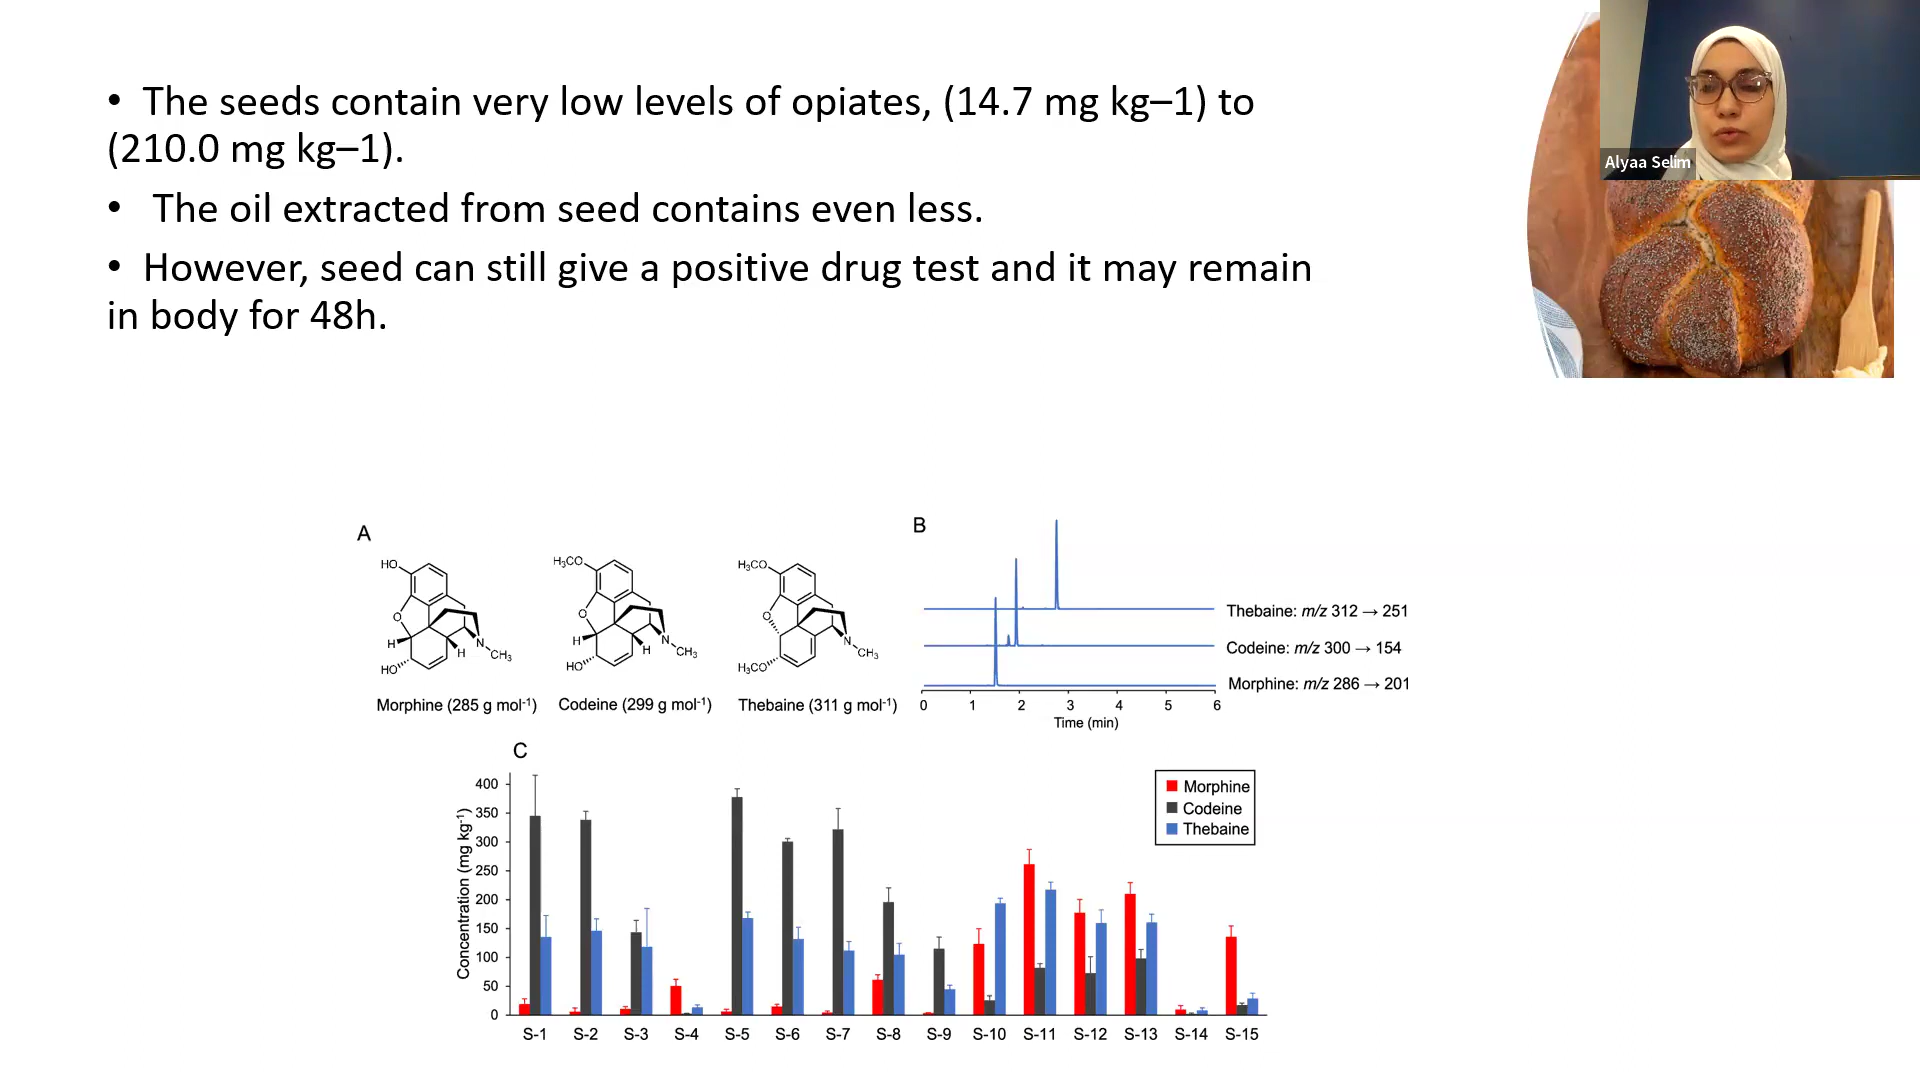 • The seeds contain very low levels of opiates, (14.7 mg kg–1) to
(210.0 mg kg–1).
• The oil extracted from seed contains even less.
• However, seed can still give a positive drug test and it may remain
in body for 48h.
Alyaa Selim
A
HO
O
H
H
N
CH₃
HO
Morphine (285 g mol⁻¹)
H₃CO
O
H
H
N
CH₃
HO
Codeine (299 g mol⁻¹)
H₃CO
O
N
CH₃
H₃CO
Thebaine (311 g mol⁻¹)
B
Thebaine: m/z 312 → 251
Codeine: m/z 300 → 154
Morphine: m/z 286 → 201
0 1 2 3 4 5 6
Time (min)
C
Concentration (mg kg⁻¹)
400
350
300
250
200
150
100
50
0
Morphine
Codeine
Thebaine
S-1 S-2 S-3 S-4 S-5 S-6 S-7 S-8 S-9 S-10 S-11 S-12 S-13 S-14 S-15